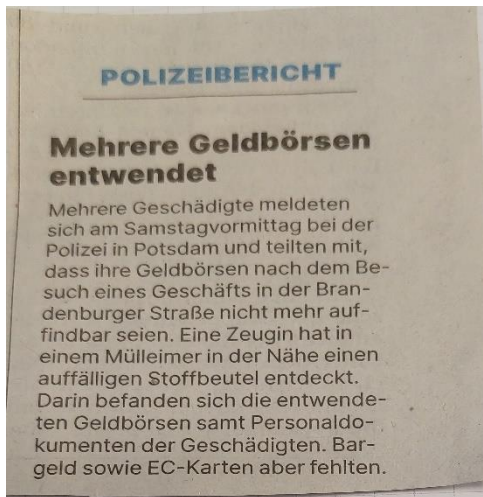 POLIZEIBERICHT
Mehrere Geldbörsen
entwendet
Mehrere Geschädigte meldeten
sich am Samstagvormittag bei der
Polizei in Potsdam und teilten mit,
dass ihre Geldbörsen nach dem Be-
such eines Geschäfts in der Bran-
denburger Straße nicht mehr auf-
findbar seien. Eine Zeugin hat in
einem Mülleimer in der Nähe einen
auffälligen Stoffbeutel entdeckt.
Darin befanden sich die entwende-
ten Geldbörsen samt Personaldo-
kumenten der Geschädigten. Bar-
geld sowie EC-Karten aber fehlten.